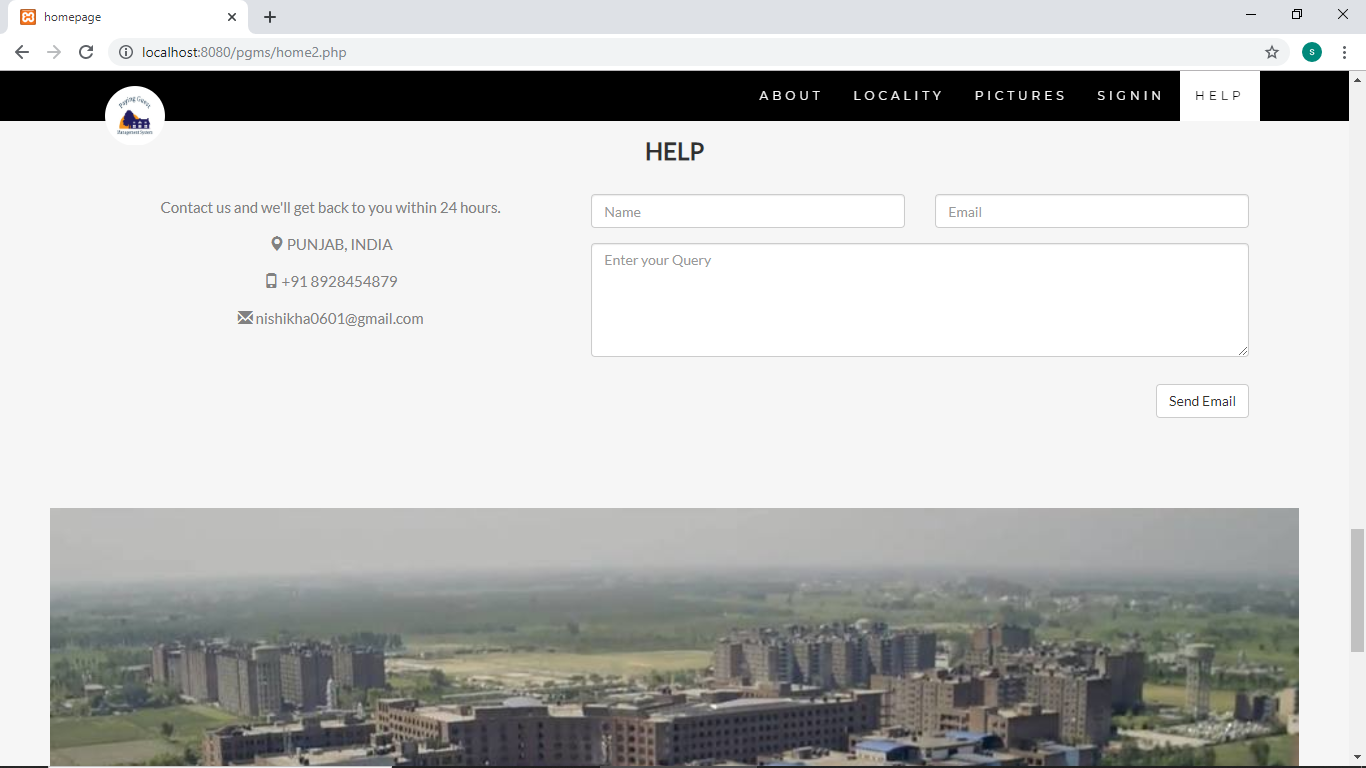 homepage
localhost:8080/pgms/home2.php
s
Paying Guest
Management System
ABOUT LOCALITY PICTURES SIGNIN HELP
HELP
Contact us and we'll get back to you within 24 hours.
PUNJAB, INDIA
+91 8928454879
nishikha0601@gmail.com
Name Email
Enter your Query
Send Email